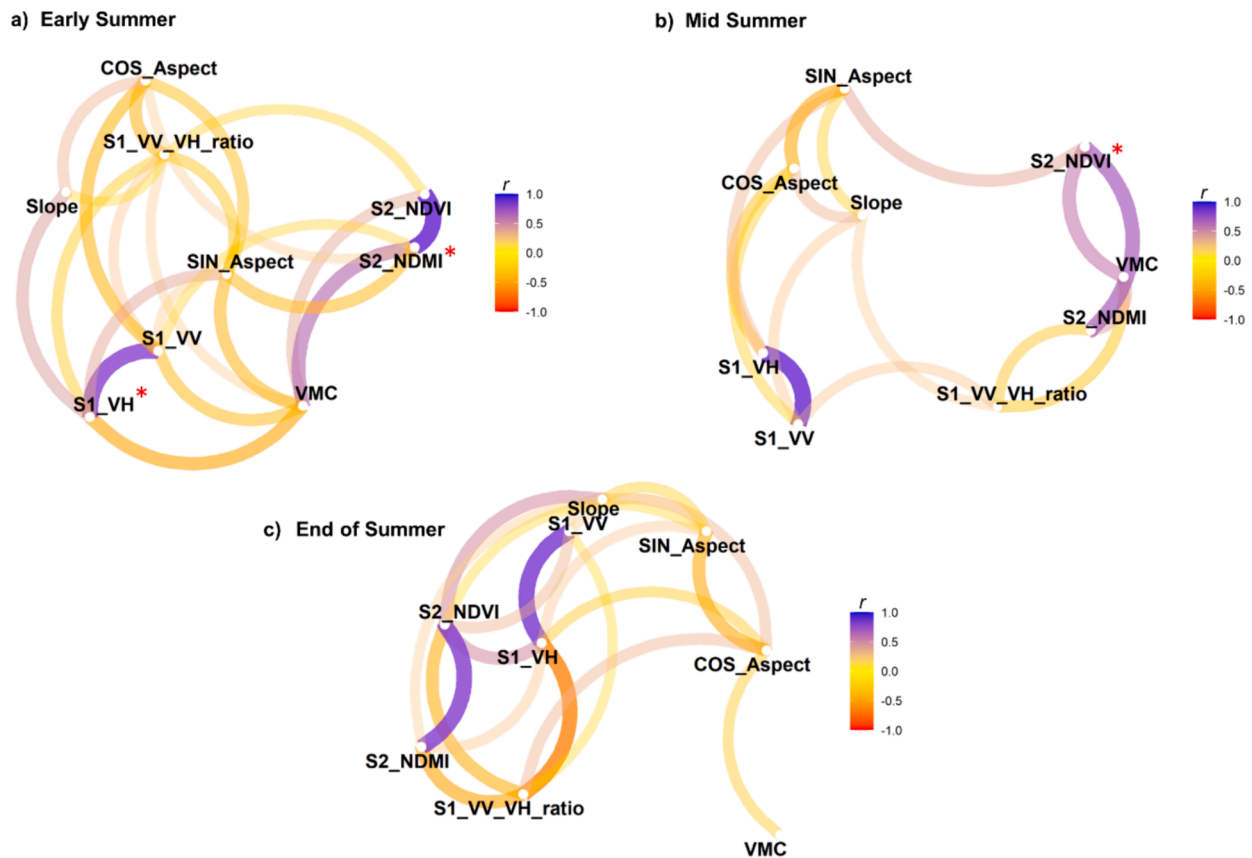 a) Early Summer
COS_Aspect
S1_VV_VH_ratio
Slope
S2_NDVI
S2_NDMI*
SIN_Aspect
S1_VV
S1_VH*
VMC
r
1.0
0.5
0.0
-0.5
-1.0
b) Mid Summer
SIN_Aspect
S2_NDVI*
COS_Aspect
Slope
VMC
S2_NDMI
S1_VH
S1_VV_VH_ratio
S1_VV
r
1.0
0.5
0.0
-0.5
-1.0
c) End of Summer
Slope
S1_VV
SIN_Aspect
S2_NDVI
S1_VH
COS_Aspect
S2_NDMI
S1_VV_VH_ratio
VMC
r
1.0
0.5
0.0
-0.5
-1.0